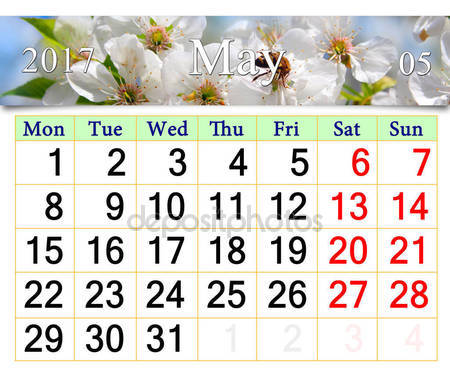 2017 May 05
Mon Tue Wed Thu Fri Sat Sun
1 2 3 4 5 6 7
8 9 10 11 12 13 14
depositphotos
15 16 17 18 19 20 21
22 23 24 25 26 27 28
29 30 31 1 2 3 4